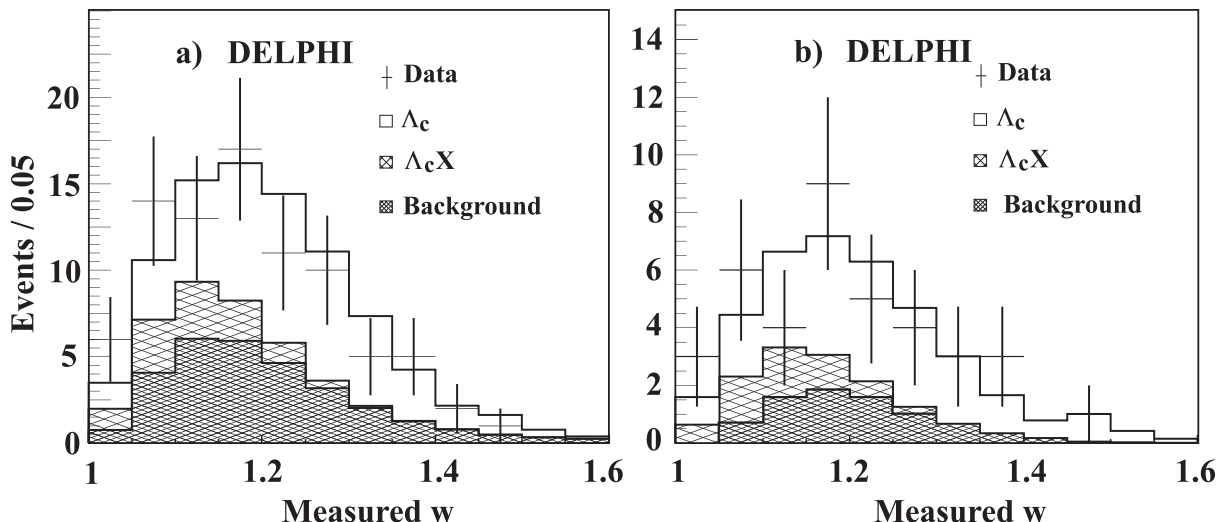 a) DELPHI
Data
Λc
ΛcX
Background
Events / 0.05
20
15
10
5
0
1
1.2
1.4
1.6
Measured w
b) DELPHI
Data
Λc
ΛcX
Background
14
12
10
8
6
4
2
0
1
1.2
1.4
1.6
Measured w